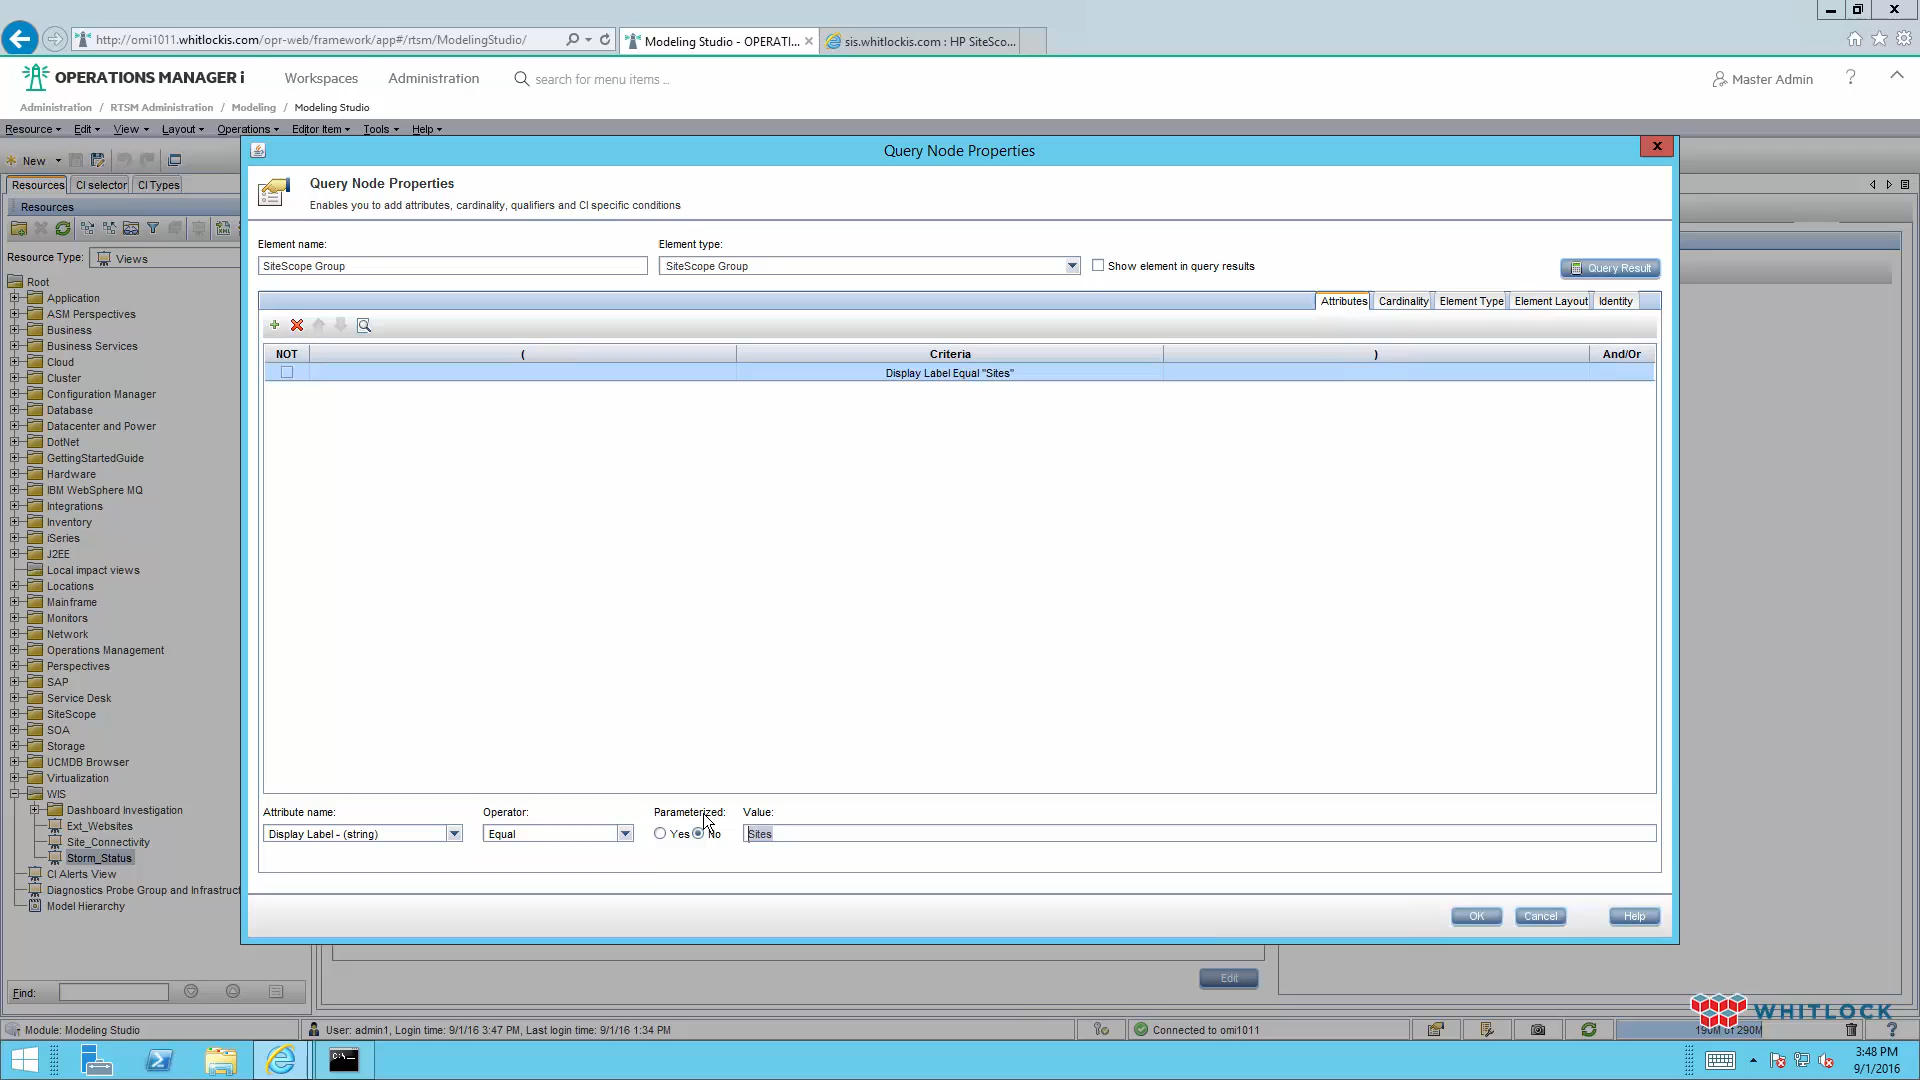 http://omi1011.whitlockis.com/opr-web/framework/app#/rtsm/ModelingStudio/
Modeling Studio - OPERATI...
sis.whitlockis.com : HP SiteSco...
OPERATIONS MANAGER i
Workspaces
Administration
search for menu items ...
Master Admin
?
Administration / RTSM Administration / Modeling / Modeling Studio
Resource Edit View Layout Operations Editor Item Tools Help
Query Node Properties
New
Query Node Properties
Enables you to add attributes, cardinality, qualifiers and CI specific conditions
Resources CI selector CI Types
Resources
Resource Type: Views
Element name:
Element type:
SiteScope Group
SiteScope Group
Show element in query results
Query Result
Attributes Cardinality Element Type Element Layout Identity
NOT ( Criteria ) And/Or
Display Label Equal "Sites"
Root
Application
ASM Perspectives
Business
Business Services
Cloud
Cluster
Configuration Manager
Database
Datacenter and Power
DotNet
GettingStartedGuide
Hardware
IBM WebSphere MQ
Integrations
Inventory
iSeries
J2EE
Local impact views
Locations
Mainframe
Monitors
Network
Operations Management
Perspectives
SAP
Service Desk
SiteScope
SOA
Storage
UCMDB Browser
Virtualization
WIS
Dashboard Investigation
Ext_Websites
Site_Connectivity
Storm_Status
CI Alerts View
Diagnostics Probe Group and Infrastruct
Model Hierarchy
Attribute name: Operator: Parameterized: Value:
Display Label - (string) Equal Yes No Sites
OK Cancel Help
Find:
Edit
WHITLOCK
Module: Modeling Studio
User: admin1, Login time: 9/1/16 3:47 PM, Last login time: 9/1/16 1:34 PM
Connected to omi1011
190M of 290M
?
C:\
3:48 PM
9/1/2016